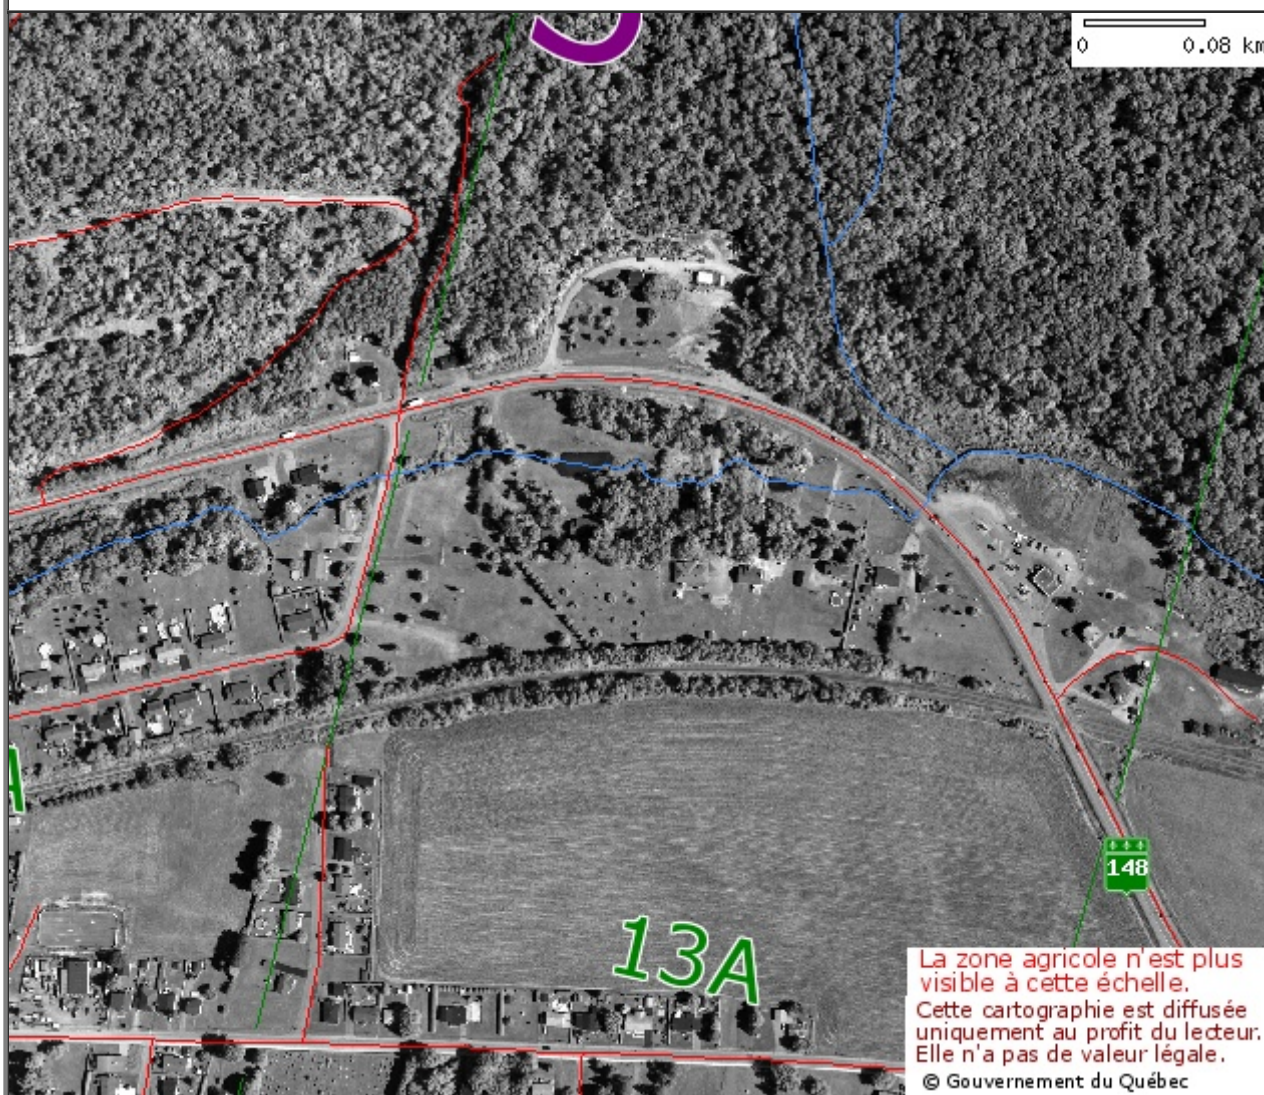 0 0.08 km
148
13A
La zone agricole n'est plus
visible à cette échelle.
Cette cartographie est diffusée
uniquement au profit du lecteur.
Elle n'a pas de valeur légale.
© Gouvernement du Québec